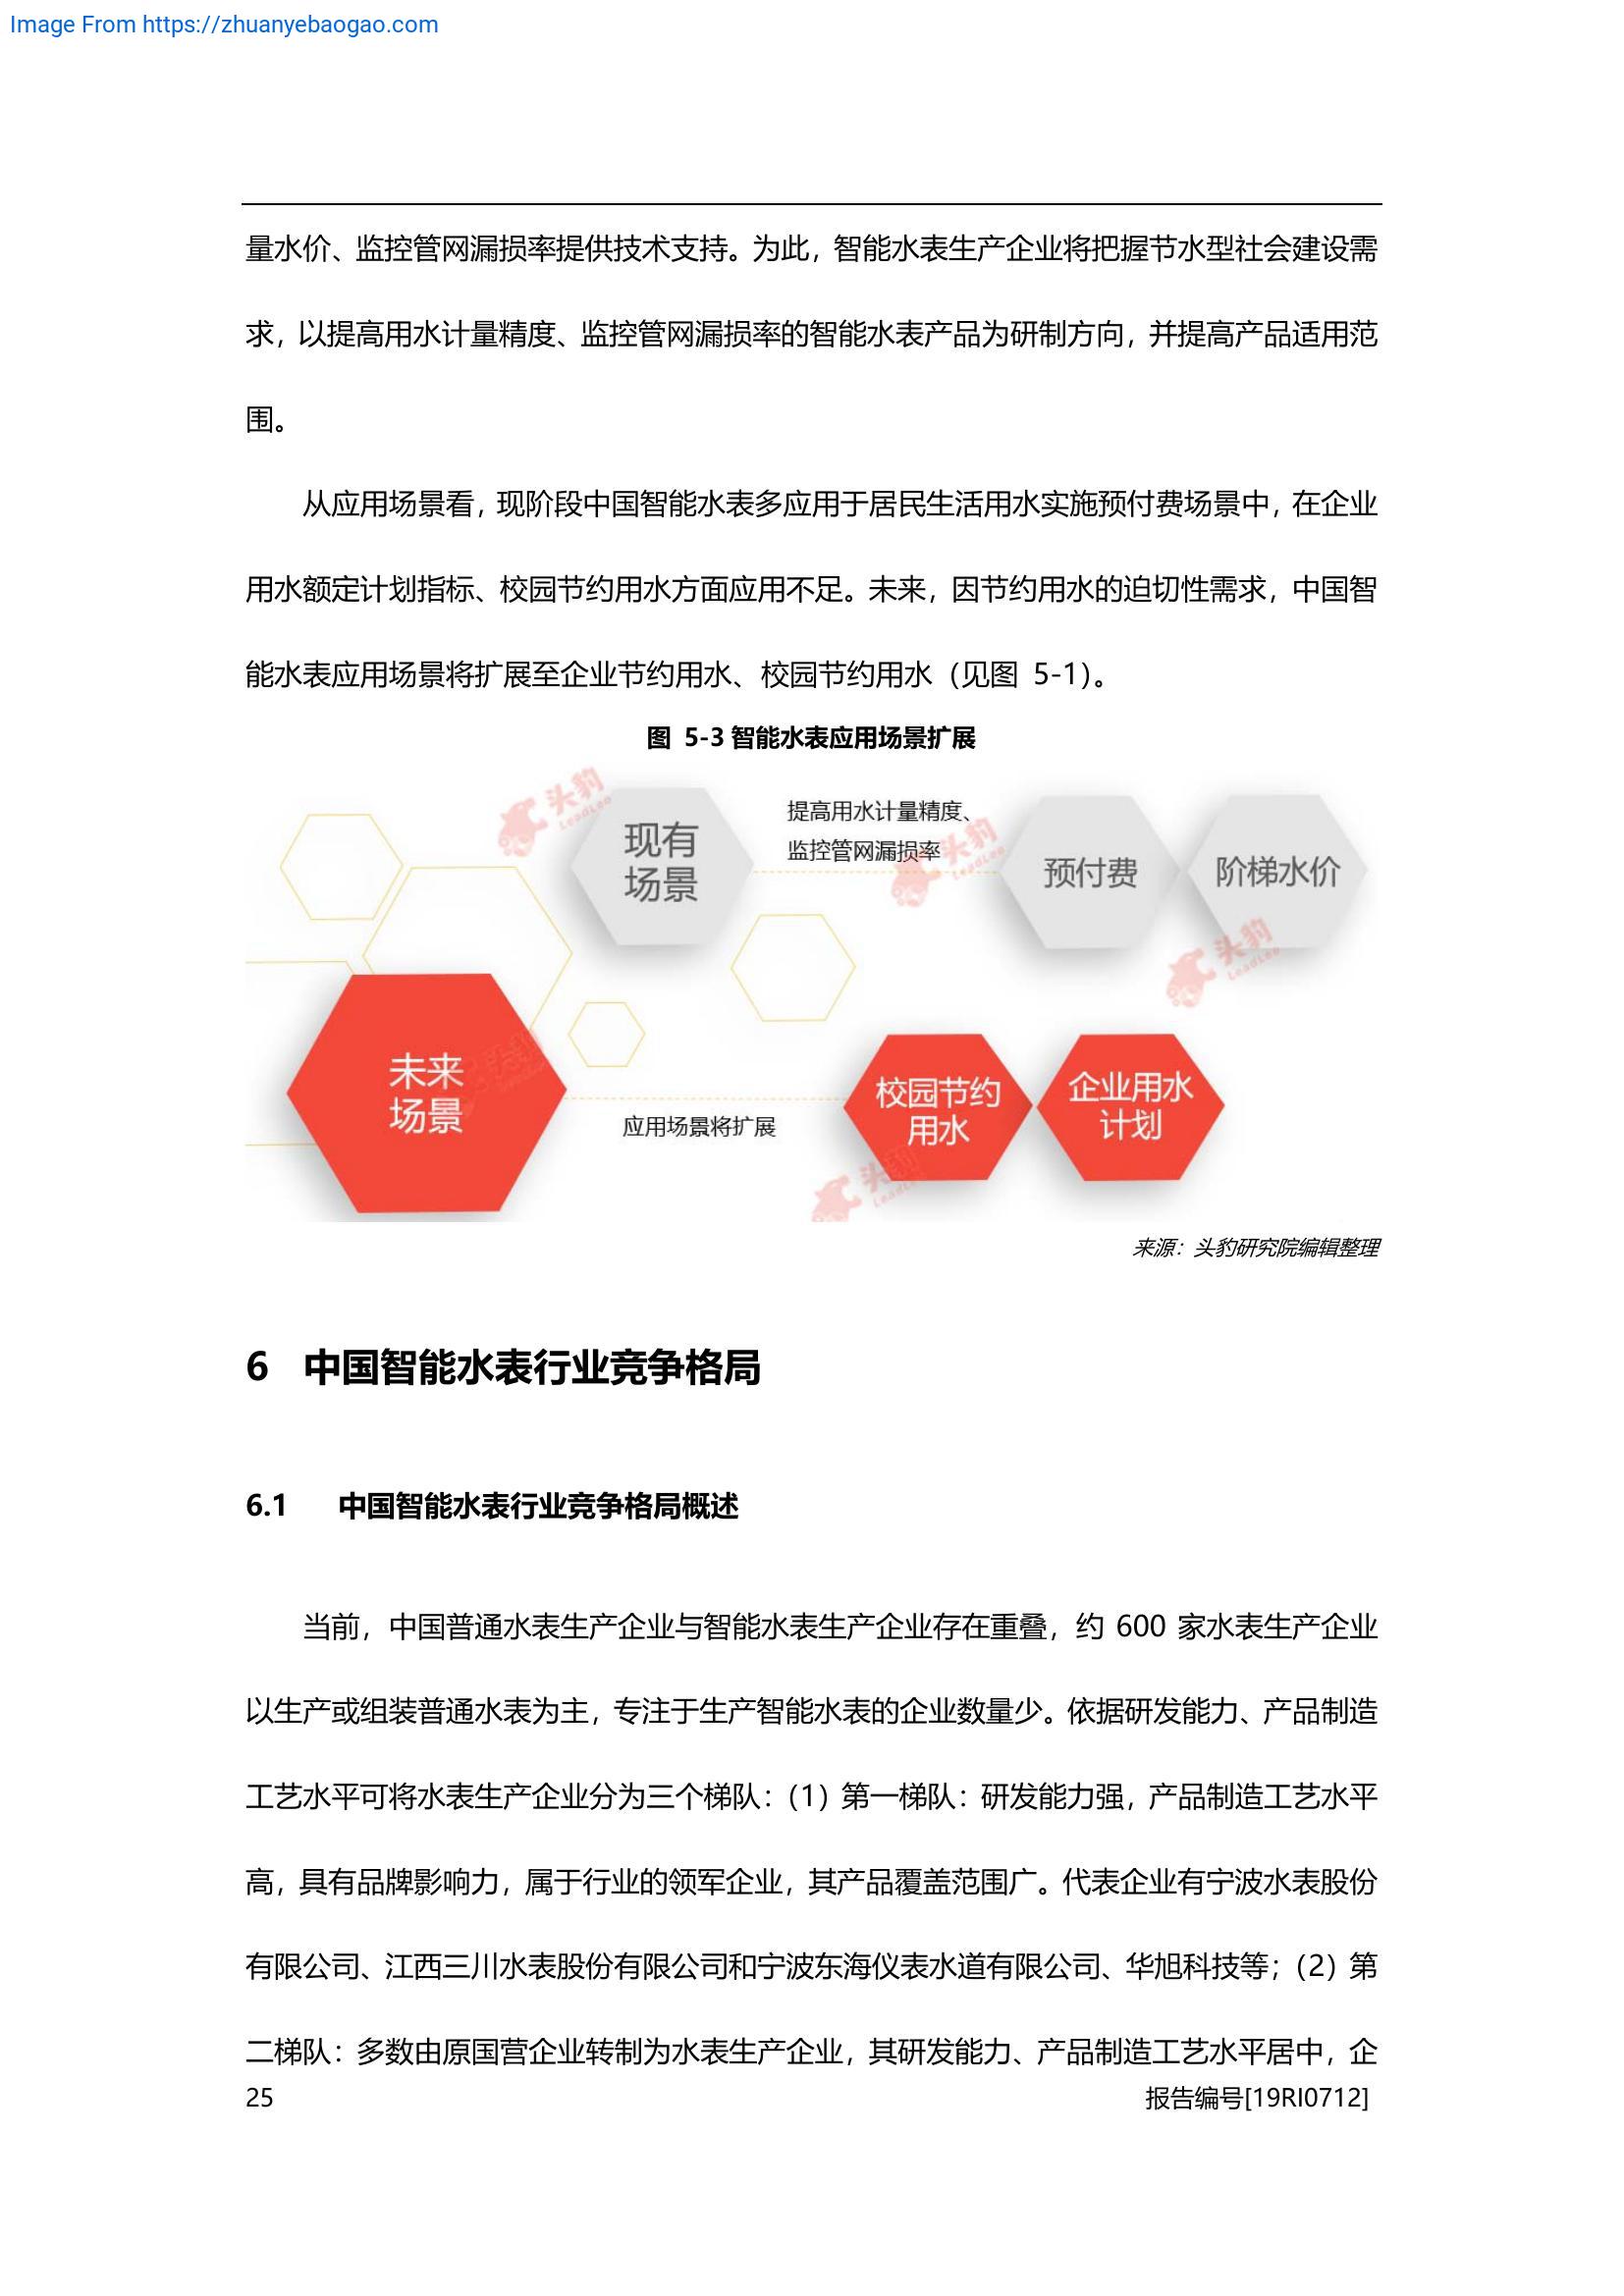 Image From https://zhuanyebaogao.com
量水价、监控管网漏损率提供技术支持。为此，智能水表生产企业将把握节水型社会建设需
求，以提高用水计量精度、监控管网漏损率的智能水表产品为研制方向，并提高产品适用范
围。
从应用场景看，现阶段中国智能水表多应用于居民生活用水实施预付费场景中，在企业
用水额定计划指标、校园节约用水方面应用不足。未来，因节约用水的迫切性需求，中国智
能水表应用场景将扩展至企业节约用水、校园节约用水（见图 5-1）。
图 5-3 智能水表应用场景扩展
头豹
LeadLeo
现有
场景
提高用水计量精度、
监控管网漏损率
头豹
LeadLeo
预付费
阶梯水价
头豹
LeadLeo
未来
场景
头豹
应用场景将扩展
校园节约
用水
企业用水
计划
头豹
LeadLeo
来源：头豹研究院编辑整理
6 中国智能水表行业竞争格局
6.1 中国智能水表行业竞争格局概述
当前，中国普通水表生产企业与智能水表生产企业存在重叠，约 600 家水表生产企业
以生产或组装普通水表为主，专注于生产智能水表的企业数量少。依据研发能力、产品制造
工艺水平可将水表生产企业分为三个梯队：（1）第一梯队：研发能力强，产品制造工艺水平
高，具有品牌影响力，属于行业的领军企业，其产品覆盖范围广。代表企业有宁波水表股份
有限公司、江西三川水表股份有限公司和宁波东海仪表水道有限公司、华旭科技等；（2）第
二梯队：多数由原国营企业转制为水表生产企业，其研发能力、产品制造工艺水平居中，企
25
报告编号[19RI0712]